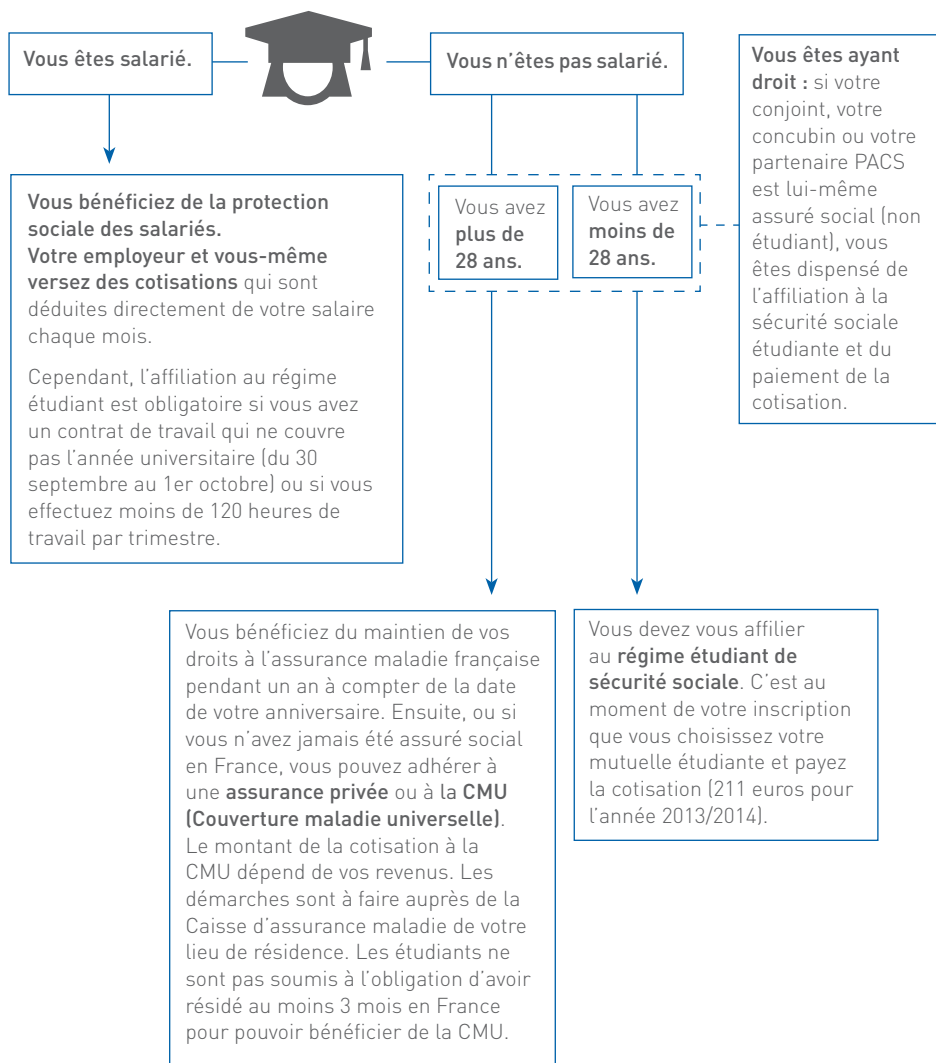 Vous êtes salarié.
Vous n'êtes pas salarié.
Vous êtes ayant
droit : si votre
conjoint, votre
concubin ou votre
partenaire PACS
est lui-même
assuré social (non
étudiant), vous
êtes dispensé de
l'affiliation à la
sécurité sociale
étudiante et du
paiement de la
cotisation.
Vous bénéficiez de la protection
sociale des salariés.
Votre employeur et vous-même
versez des cotisations qui sont
déduites directement de votre salaire
chaque mois.
Cependant, l'affiliation au régime
étudiant est obligatoire si vous avez
un contrat de travail qui ne couvre
pas l'année universitaire (du 30
septembre au 1er octobre) ou si vous
effectuez moins de 120 heures de
travail par trimestre.
Vous avez
plus de
28 ans.
Vous avez
moins de
28 ans.
Vous bénéficiez du maintien de vos
droits à l'assurance maladie française
pendant un an à compter de la date
de votre anniversaire. Ensuite, ou si
vous n'avez jamais été assuré social
en France, vous pouvez adhérer à
une assurance privée ou à la CMU
(Couverture maladie universelle).
Le montant de la cotisation à la
CMU dépend de vos revenus. Les
démarches sont à faire auprès de la
Caisse d'assurance maladie de votre
lieu de résidence. Les étudiants ne
sont pas soumis à l'obligation d'avoir
résidé au moins 3 mois en France
pour pouvoir bénéficier de la CMU.
Vous devez vous affilier
au régime étudiant de
sécurité sociale. C'est au
moment de votre inscription
que vous choisissez votre
mutuelle étudiante et payez
la cotisation (211 euros pour
l'année 2013/2014).